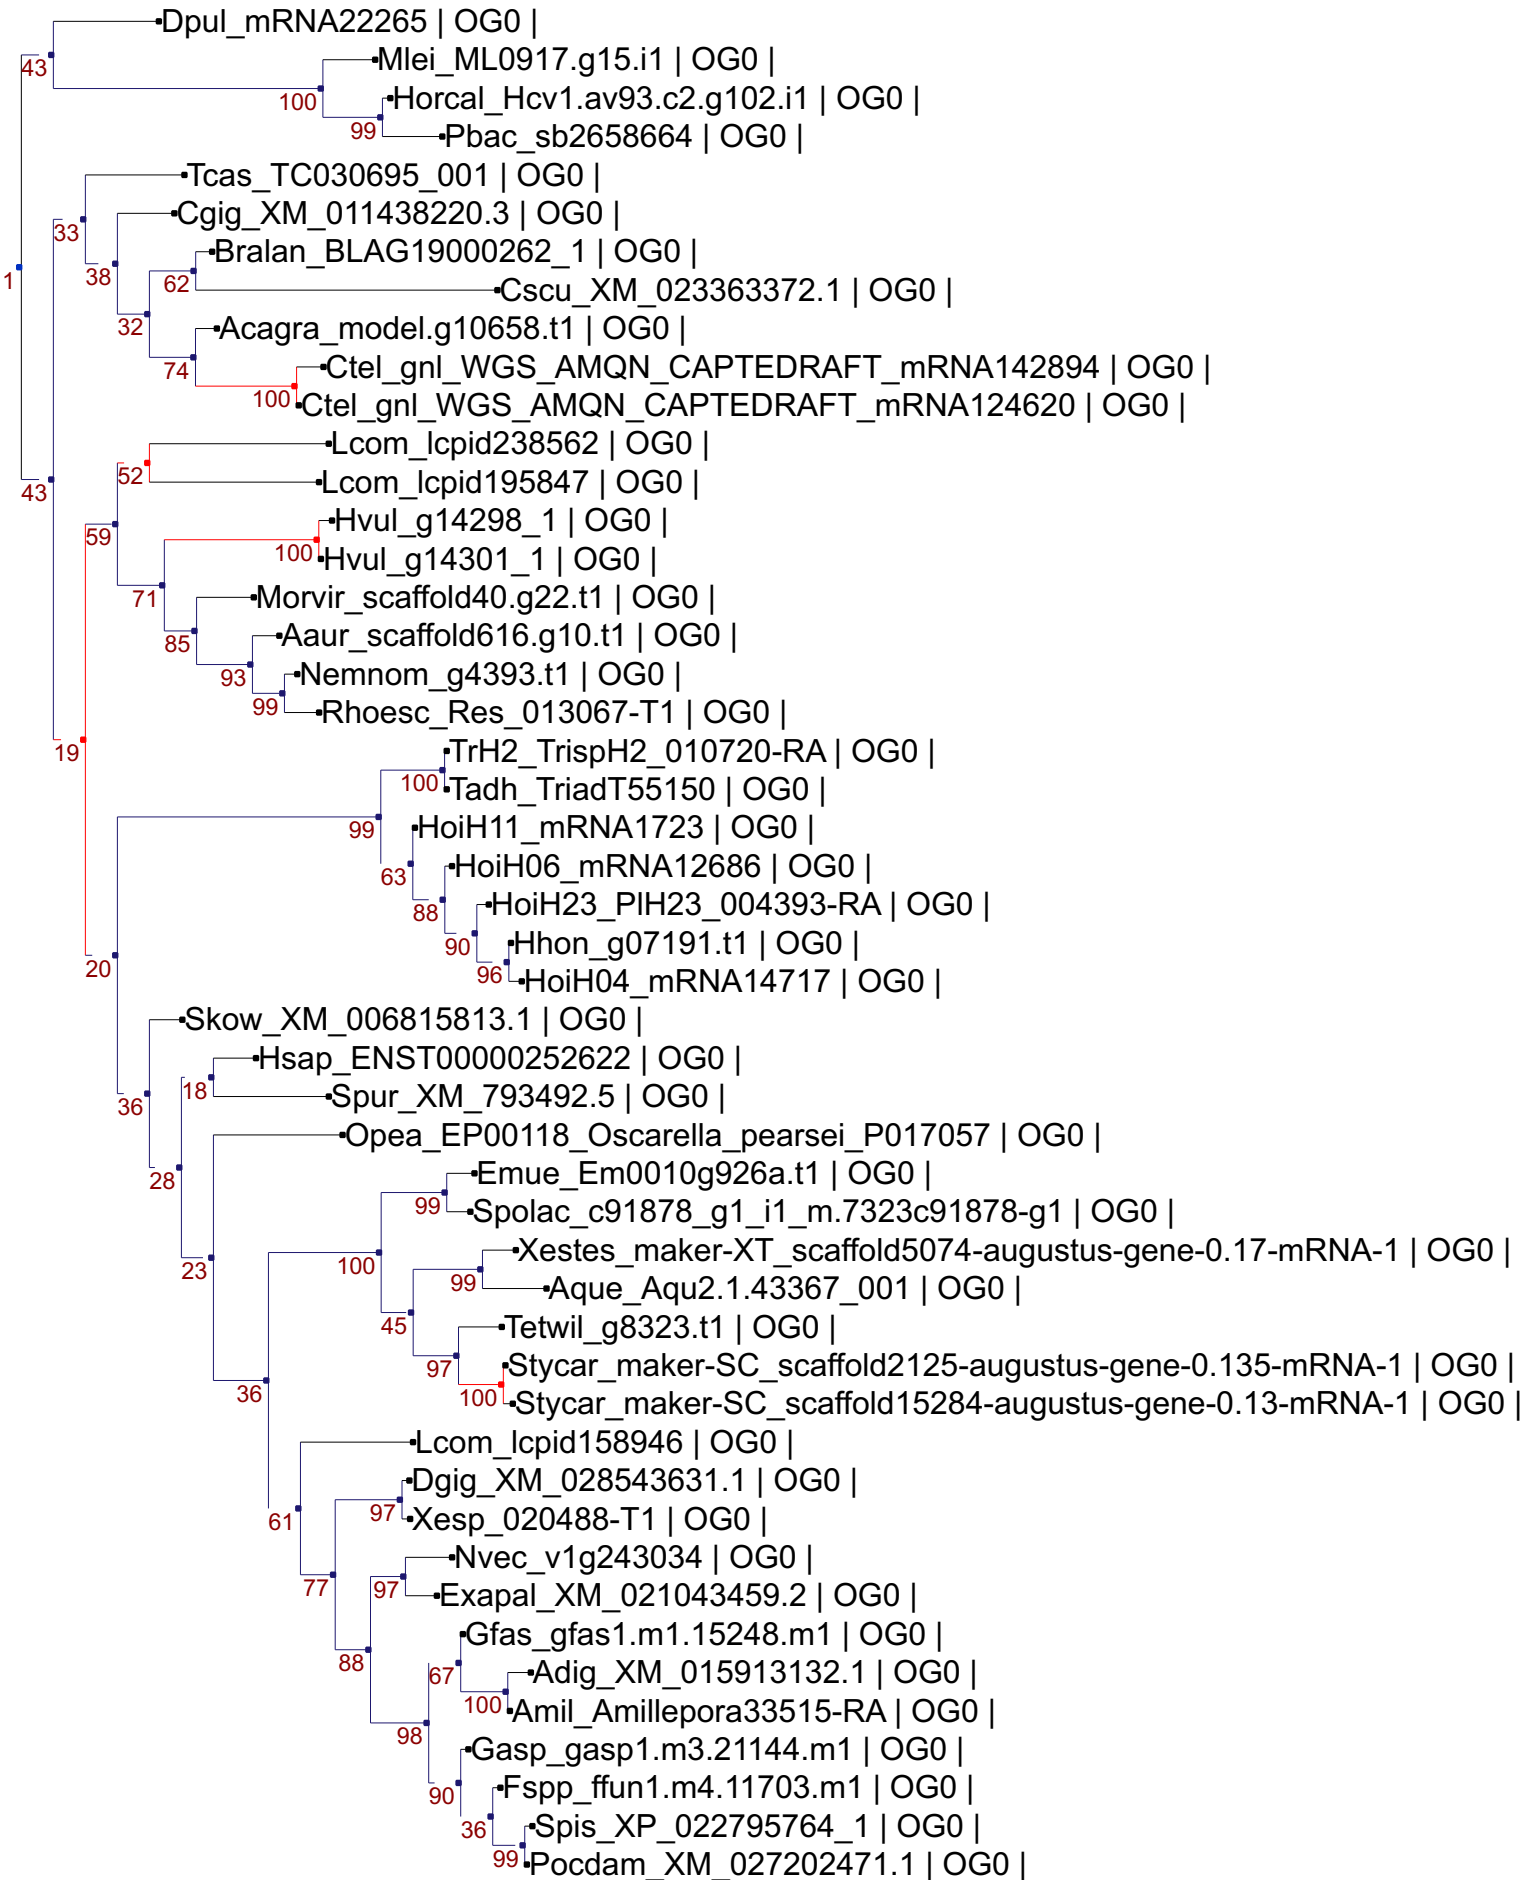 Dpul_mRNA22265 | OG0 |
43
Mlei_ML0917.g15.i1 | OG0 |
100
Horcal_Hcv1.av93.c2.g102.i1 | OG0 |
99
Pbac_sb2658664 | OG0 |
Tcas_TC030695_001 | OG0 |
Cgig_XM_011438220.3 | OG0 |
33
Bralan_BLAG19000262_1 | OG0 |
1
38
62
Cscu_XM_023363372.1 | OG0 |
32
Acagra_model.g10658.t1 | OG0 |
74
Ctel_gnl_WGS_AMQN_CAPTEDRAFT_mRNA142894 | OG0 |
100
Ctel_gnl_WGS_AMQN_CAPTEDRAFT_mRNA124620 | OG0 |
Lcom_lcpid238562 | OG0 |
52
Lcom_lcpid195847 | OG0 |
43
Hvul_g14298_1 | OG0 |
59
100
Hvul_g14301_1 | OG0 |
71
Morvir_scaffold40.g22.t1 | OG0 |
85
Aaur_scaffold616.g10.t1 | OG0 |
93
Nemnom_g4393.t1 | OG0 |
99
Rhoesc_Res_013067-T1 | OG0 |
19
TrH2_TrispH2_010720-RA | OG0 |
100
Tadh_TriadT55150 | OG0 |
99
HoiH11_mRNA1723 | OG0 |
63
HoiH06_mRNA12686 | OG0 |
88
HoiH23_PlH23_004393-RA | OG0 |
90
Hhon_g07191.t1 | OG0 |
20
96
HoiH04_mRNA14717 | OG0 |
Skow_XM_006815813.1 | OG0 |
Hsap_ENST00000252622 | OG0 |
18
36
Spur_XM_793492.5 | OG0 |
Opea_EP00118_Oscarella_pearsei_P017057 | OG0 |
28
Emue_Em0010g926a.t1 | OG0 |
99
Spolac_c91878_g1_i1_m.7323c91878-g1 | OG0 |
Xestes_maker-XT_scaffold5074-augustus-gene-0.17-mRNA-1 | OG0 |
23
100
99
Aque_Aqu2.1.43367_001 | OG0 |
45
Tetwil_g8323.t1 | OG0 |
97
Stycar_maker-SC_scaffold2125-augustus-gene-0.135-mRNA-1 | OG0 |
36
100
Stycar_maker-SC_scaffold15284-augustus-gene-0.13-mRNA-1 | OG0 |
Lcom_lcpid158946 | OG0 |
Dgig_XM_028543631.1 | OG0 |
61
97
Xesp_020488-T1 | OG0 |
Nvec_v1g243034 | OG0 |
77
97
Exapal_XM_021043459.2 | OG0 |
Gfas_gfas1.m1.15248.m1 | OG0 |
88
67
Adig_XM_015913132.1 | OG0 |
100
Amil_Amillepora33515-RA | OG0 |
98
Gasp_gasp1.m3.21144.m1 | OG0 |
90
Fspp_ffun1.m4.11703.m1 | OG0 |
36
Spis_XP_022795764_1 | OG0 |
99
Pocdam_XM_027202471.1 | OG0 |